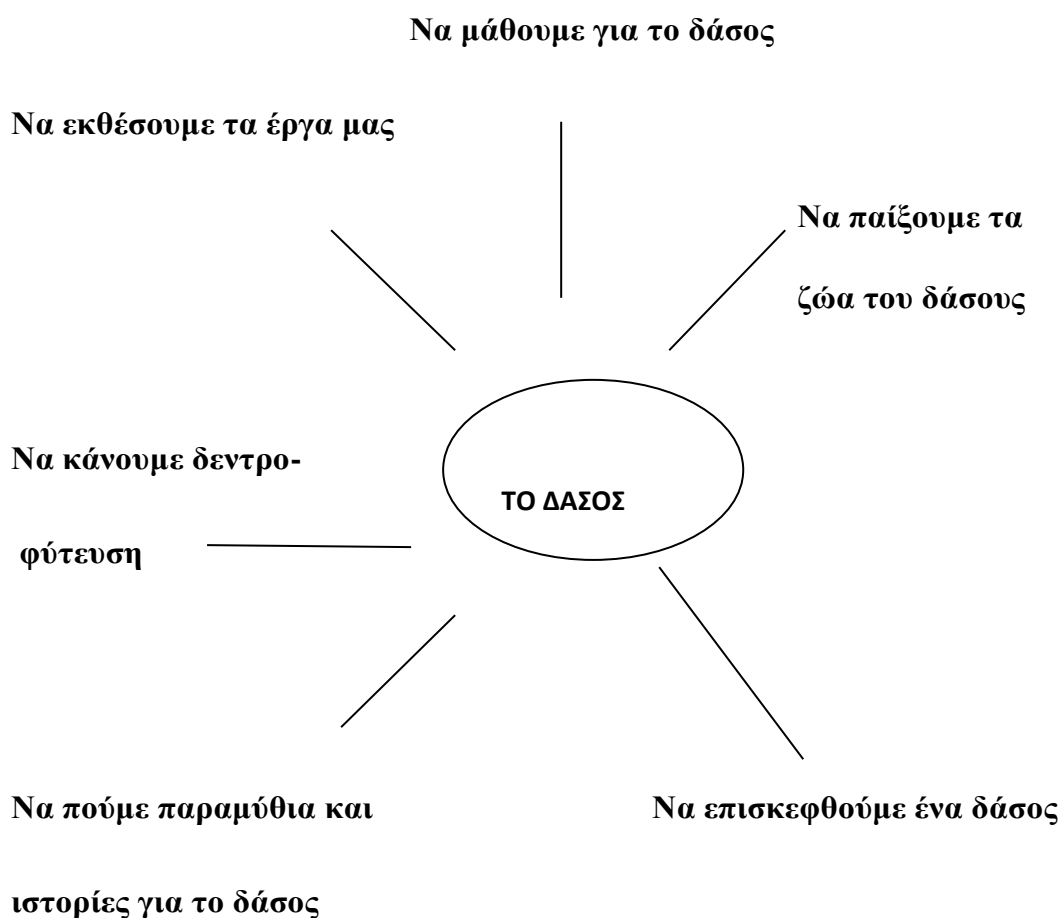 Να μάθουμε για το δάσος
Να εκθέσουμε τα έργα μας
Να παίξουμε τα
ζώα του δάσους
Να κάνουμε δεντρο-
φύτευση
ΤΟ ΔΑΣΟΣ
Να πούμε παραμύθια και
ιστορίες για το δάσος
Να επισκεφθούμε ένα δάσος